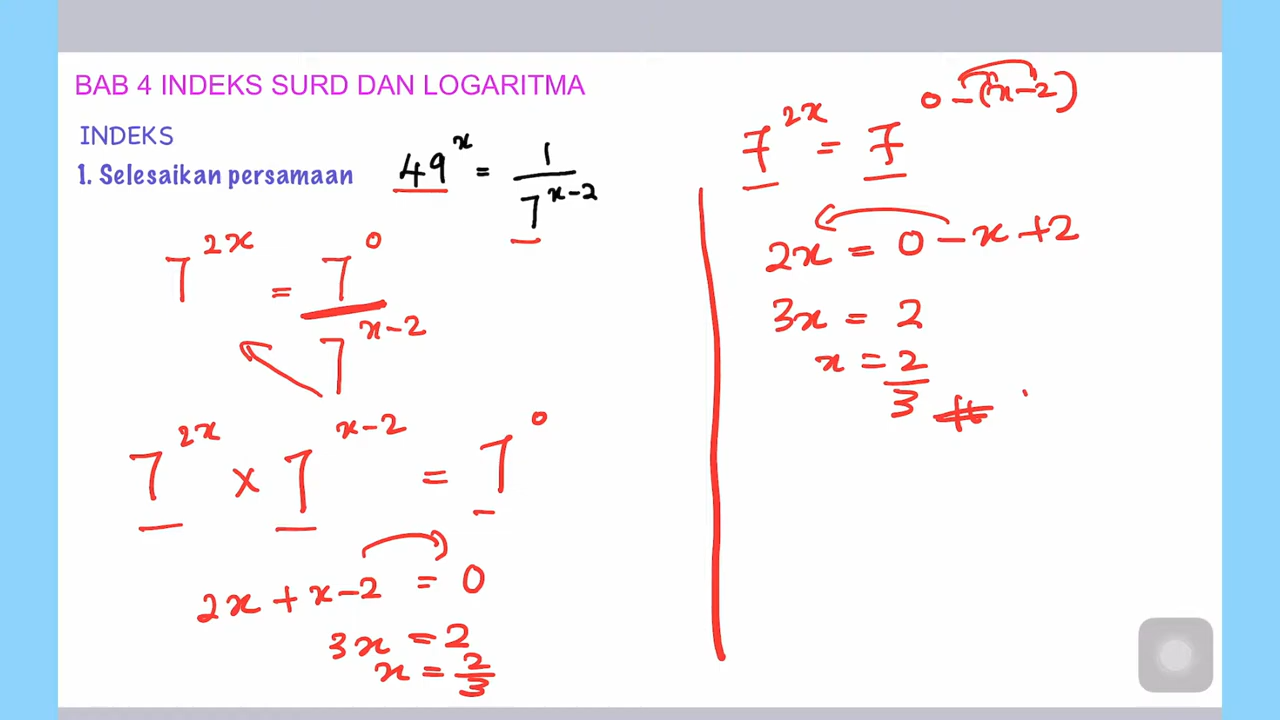 BAB 4 INDEKS SURD DAN LOGARITMA
INDEKS
1. Selesaikan persamaan 49^x = 1/7^(x-2)
7^(2x) = 7^0/7^(x-2)
7^(2x) × 7^(x-2) = 7^0
2x + x - 2 = 0
3x = 2
x = 2/3
7^(2x) = 7^(0-(x-2))
2x = 0 - x + 2
3x = 2
x = 2/3